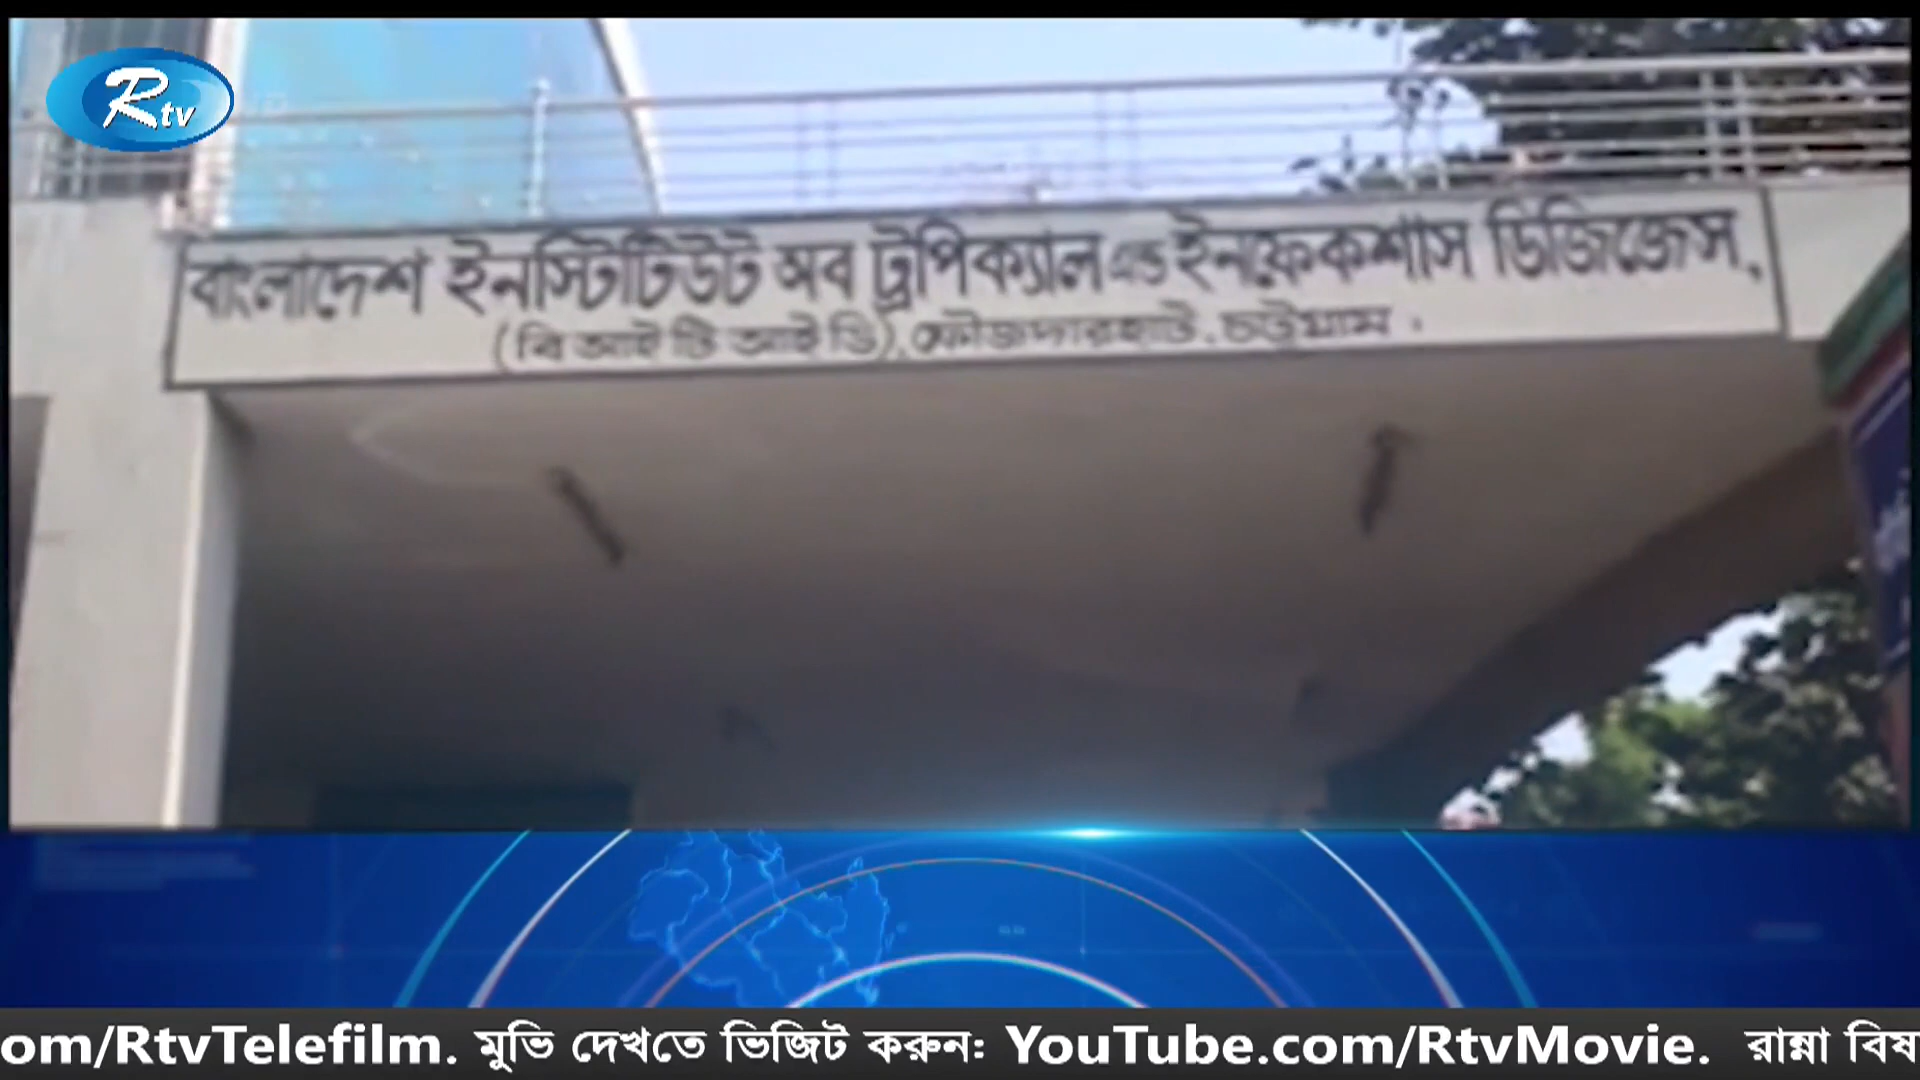 Rtv
বাংলাদেশ ইনস্টিটিউট অব ট্রপিক্যাল এন্ড ইনফেকশাস ডিজিজেস,
(বি আই টি আই ডি), ফৌজদারহাট, চট্টগ্রাম।
om/RtvTelefilm. মুভি দেখতে ভিজিট করুন: YouTube.com/RtvMovie. রান্না বিষ